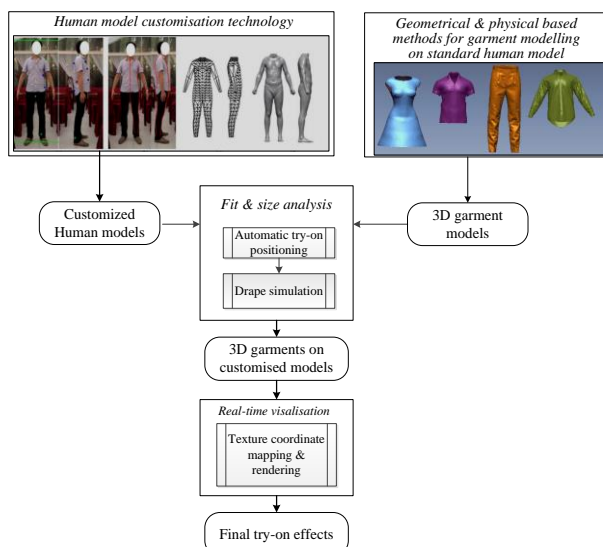 Human model customisation technology
Geometrical & physical based
methods for garment modelling
on standard human model
Customized
Human models
Fit & size analysis
Automatic try-on
positioning
Drape simulation
3D garment
models
3D garments on
customised models
Real-time visalisation
Texture coordinate
mapping &
rendering
Final try-on effects